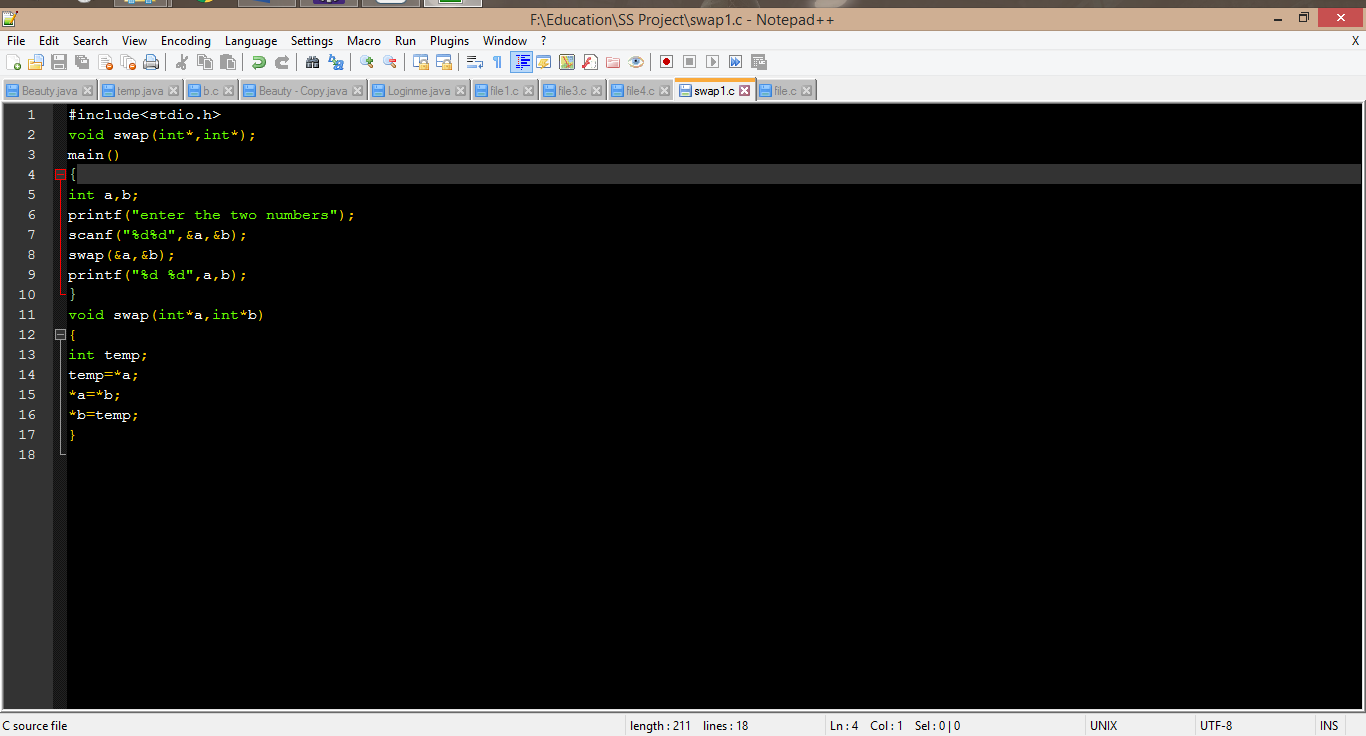 F:\Education\SS Project\swap1.c - Notepad++
File Edit Search View Encoding Language Settings Macro Run Plugins Window ? X
Beauty.java temp.java b.c Beauty - Copy.java Loginme.java file1.c file3.c file4.c swap1.c file.c
1 #include<stdio.h>
2 void swap(int*,int*);
3 main()
4 {
5 int a,b;
6 printf("enter the two numbers");
7 scanf("%d%d",&a,&b);
8 swap(&a,&b);
9 printf("%d %d",a,b);
10 }
11 void swap(int*a,int*b)
12 {
13 int temp;
14 temp=*a;
15 *a=*b;
16 *b=temp;
17 }
18
C source file length : 211 lines : 18 Ln : 4 Col : 1 Sel : 0 | 0 UNIX UTF-8 INS